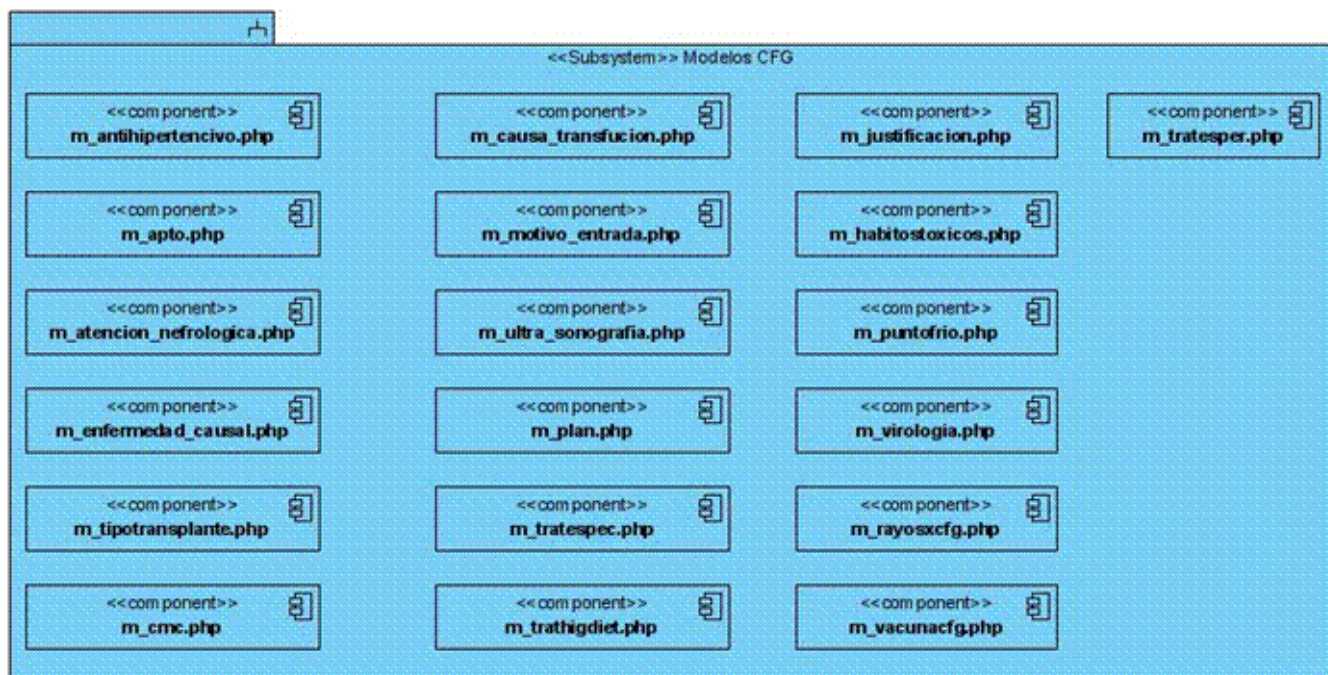 <<Subsystem>> Modelos CFG
<<component>>
m_antihipertencivo.php
<<component>>
m_causa_transfucion.php
<<component>>
m_justificacion.php
<<component>>
m_tratesper.php
<<component>>
m_apto.php
<<component>>
m_motivo_entrada.php
<<component>>
m_habitostoxicos.php
<<component>>
m_atencion_nefrologica.php
<<component>>
m_ultra_sonografia.php
<<component>>
m_puntofrio.php
<<component>>
m_enfermedad_causal.php
<<component>>
m_plan.php
<<component>>
m_virologia.php
<<component>>
m_tipotransplante.php
<<component>>
m_tratespec.php
<<component>>
m_rayosxcfg.php
<<component>>
m_cmc.php
<<component>>
m_trathigdiet.php
<<component>>
m_vacunacfg.php